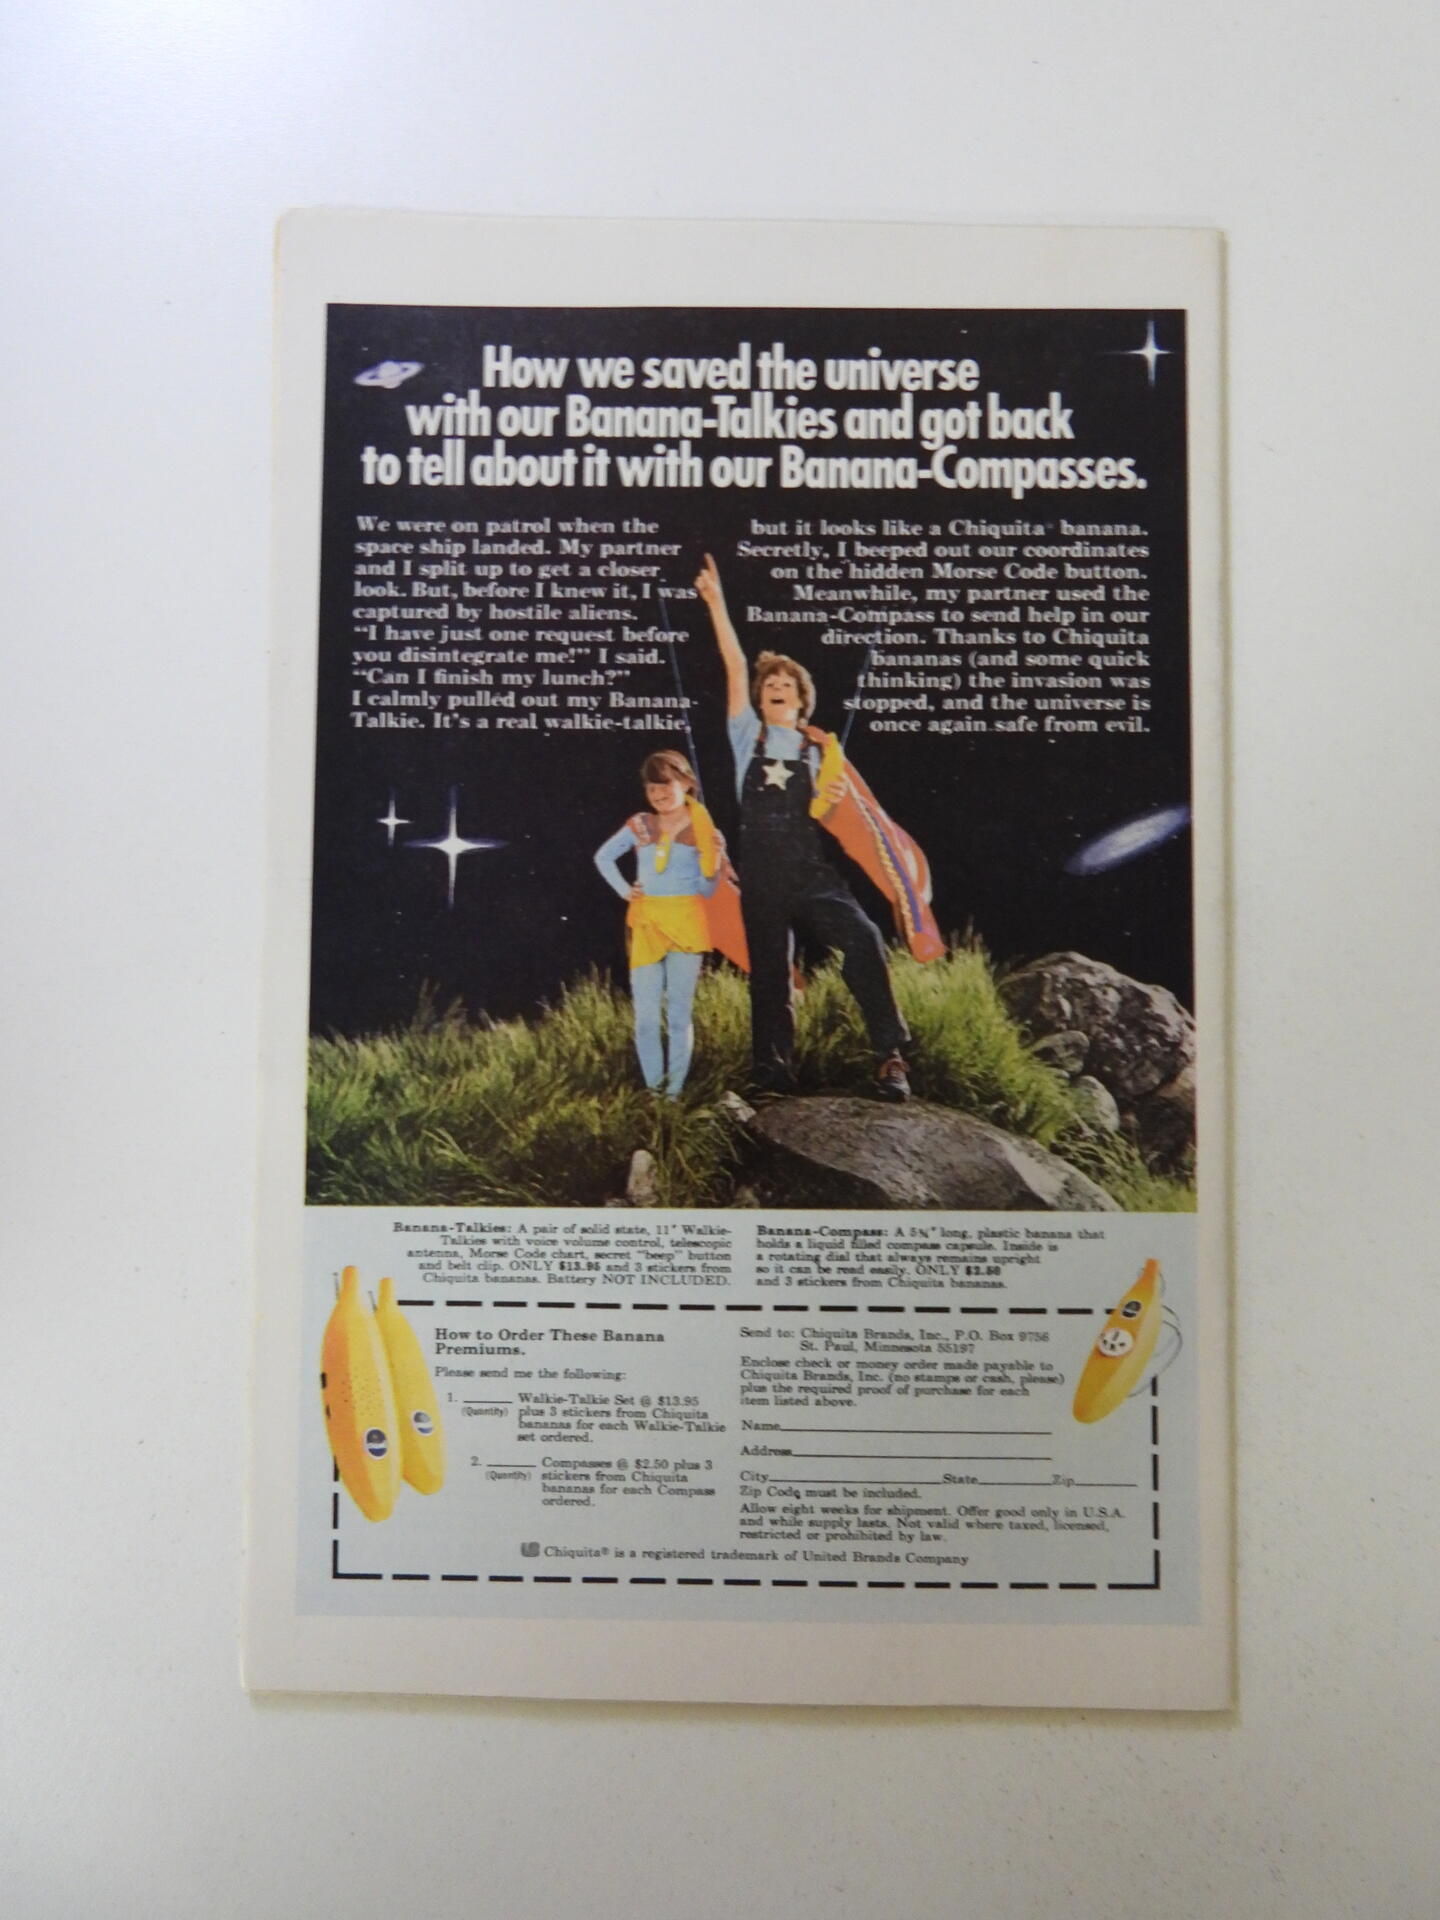 How we saved the universe
with our Banana-Talkies and got back
to tell about it with our Banana-Compasses.
We were on patrol when the
space ship landed. My partner
and I split up to get a closer
look. But, before I knew it, I was
captured by hostile aliens.
“I have just one request before
you disintegrate me!” I said.
“Can I finish my lunch?”
I calmly pulled out my Banana-
Talkie. It's a real walkie-talkie,
but it looks like a Chiquita® banana.
Secretly, I beeped out our coordinates
on the hidden Morse Code button.
Meanwhile, my partner used the
Banana-Compass to send help in our
direction. Thanks to Chiquita
bananas (and some quick
thinking) the invasion was
stopped, and the universe is
once again safe from evil.
Banana-Talkies: A pair of solid state, 11" Walkie-
Talkies with voice volume control, telescopic
antenna, Morse Code chart, secret "beep" button
and belt clip. ONLY $13.95 and 3 stickers from
Chiquita bananas. Battery NOT INCLUDED.
Banana-Compass: A 5¾" long, plastic banana that
holds a liquid filled compass capsule. Inside is
a rotating dial that always remains upright
so it can be read easily. ONLY $2.50
and 3 stickers from Chiquita bananas.
How to Order These Banana
Premiums.
Please send me the following:
1. ______ Walkie-Talkie Set @ $13.95
(Quantity) plus 3 stickers from Chiquita
bananas for each Walkie-Talkie
set ordered.
2. ______ Compasses @ $2.50 plus 3
(Quantity) stickers from Chiquita
bananas for each Compass
ordered.
Send to: Chiquita Brands, Inc., P.O. Box 9756
St. Paul, Minnesota 55197
Enclose check or money order made payable to
Chiquita Brands, Inc. (no stamps or cash, please)
plus the required proof of purchase for each
item listed above.
Name
Address
City State Zip
Zip Code must be included.
Allow eight weeks for shipment. Offer good only in U.S.A.
and while supply lasts. Not valid where taxed, licensed,
restricted or prohibited by law.
Chiquita® is a registered trademark of United Brands Company